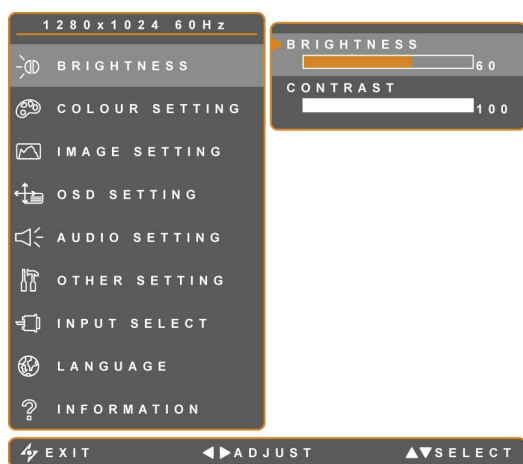 1280x1024 60Hz
BRIGHTNESS
COLOUR SETTING
IMAGE SETTING
OSD SETTING
AUDIO SETTING
OTHER SETTING
INPUT SELECT
LANGUAGE
INFORMATION
BRIGHTNESS
60
CONTRAST
100
EXIT ◀▶ADJUST ▲▼SELECT